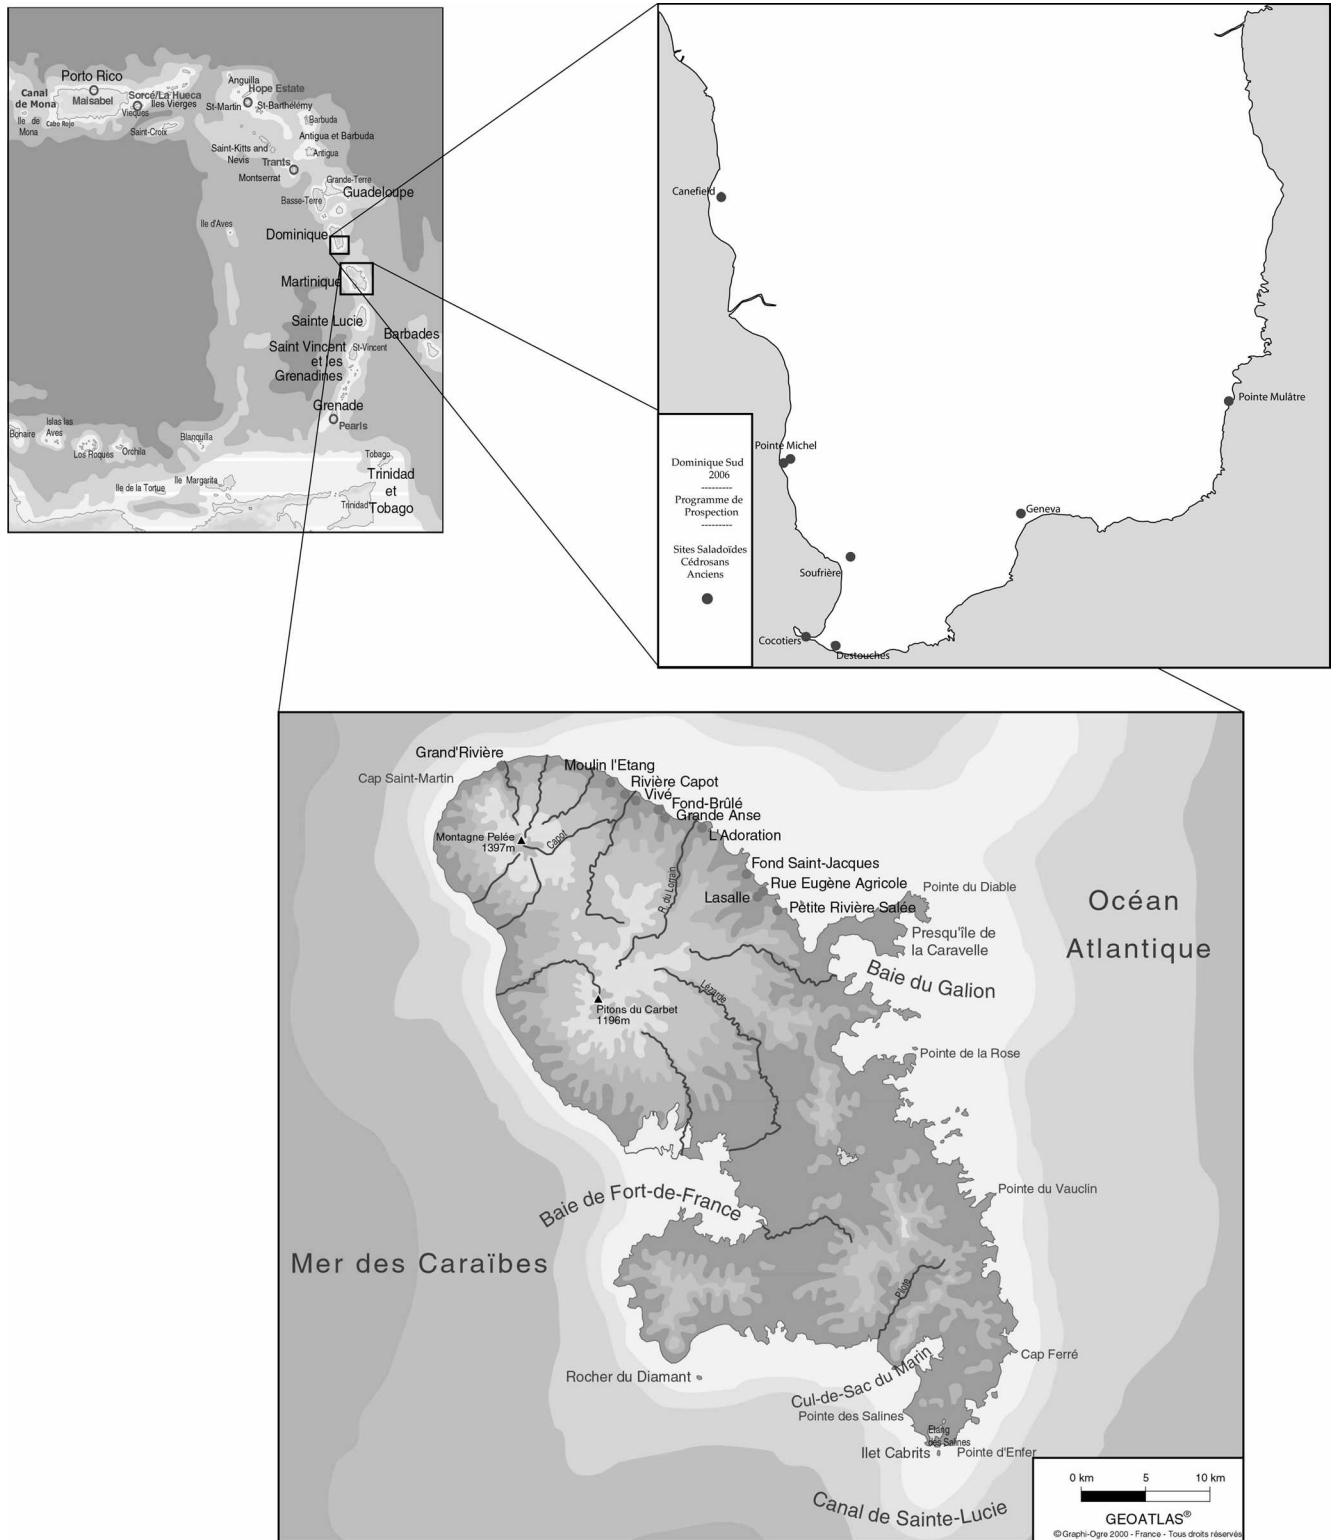 Porto Rico
Canal
de Mona
Maisabel
Sorcé/La Hueca
Iles Vierges
Vieques
Ile de
Mona
Cabo Rojo
Saint-Croix
Anguilla
Hope Estate
St-Martin
St-Barthélémy
Barbuda
Antigua et Barbuda
Saint-Kitts and
Nevis
Antigua
Trants
Montserrat
Grande-Terre
Guadeloupe
Basse-Terre
Ile d'Aves
Dominique
Martinique
Sainte Lucie
Barbades
Saint Vincent
et les
Grenadines
St-Vincent
Grenade
Pearls
Bonaire
Islas las
Aves
Los Roques
Orchila
Blanquilla
Tobago
Trinidad
et
Tobago
Ile de la Tortue
Ile Margarita
Trinidad
Canefield
Pointe Mulâtre
Pointe Michel
Geneva
Soufrière
Cocotiers
Destouches
Dominique Sud
2006
---------
Programme de
Prospection
---------
Sites Saladoïdes
Cédrosans
Anciens
Grand'Rivière
Cap Saint-Martin
Moulin l'Etang
Rivière Capot
Vivé
Fond-Brûlé
Grande Anse
L'Adoration
Montagne Pelée
1397m
Capot
R. du Lorrain
Fond Saint-Jacques
Rue Eugène Agricole
Lasalle
Petite Rivière Salée
Pointe du Diable
Presqu'île de
la Caravelle
Océan
Atlantique
Baie du Galion
Lézarde
Pitons du Carbet
1196m
Pointe de la Rose
Pointe du Vauclin
Baie de Fort-de-France
Mer des Caraïbes
Pilote
Cap Ferré
Rocher du Diamant
Cul-de-Sac du Marin
Pointe des Salines
Etang
des Salines
Ilet Cabrits
Pointe d'Enfer
Canal de Sainte-Lucie
0 km 5 10 km
GEOATLAS®
© Graphi-Ogre 2000 - France - Tous droits réservés